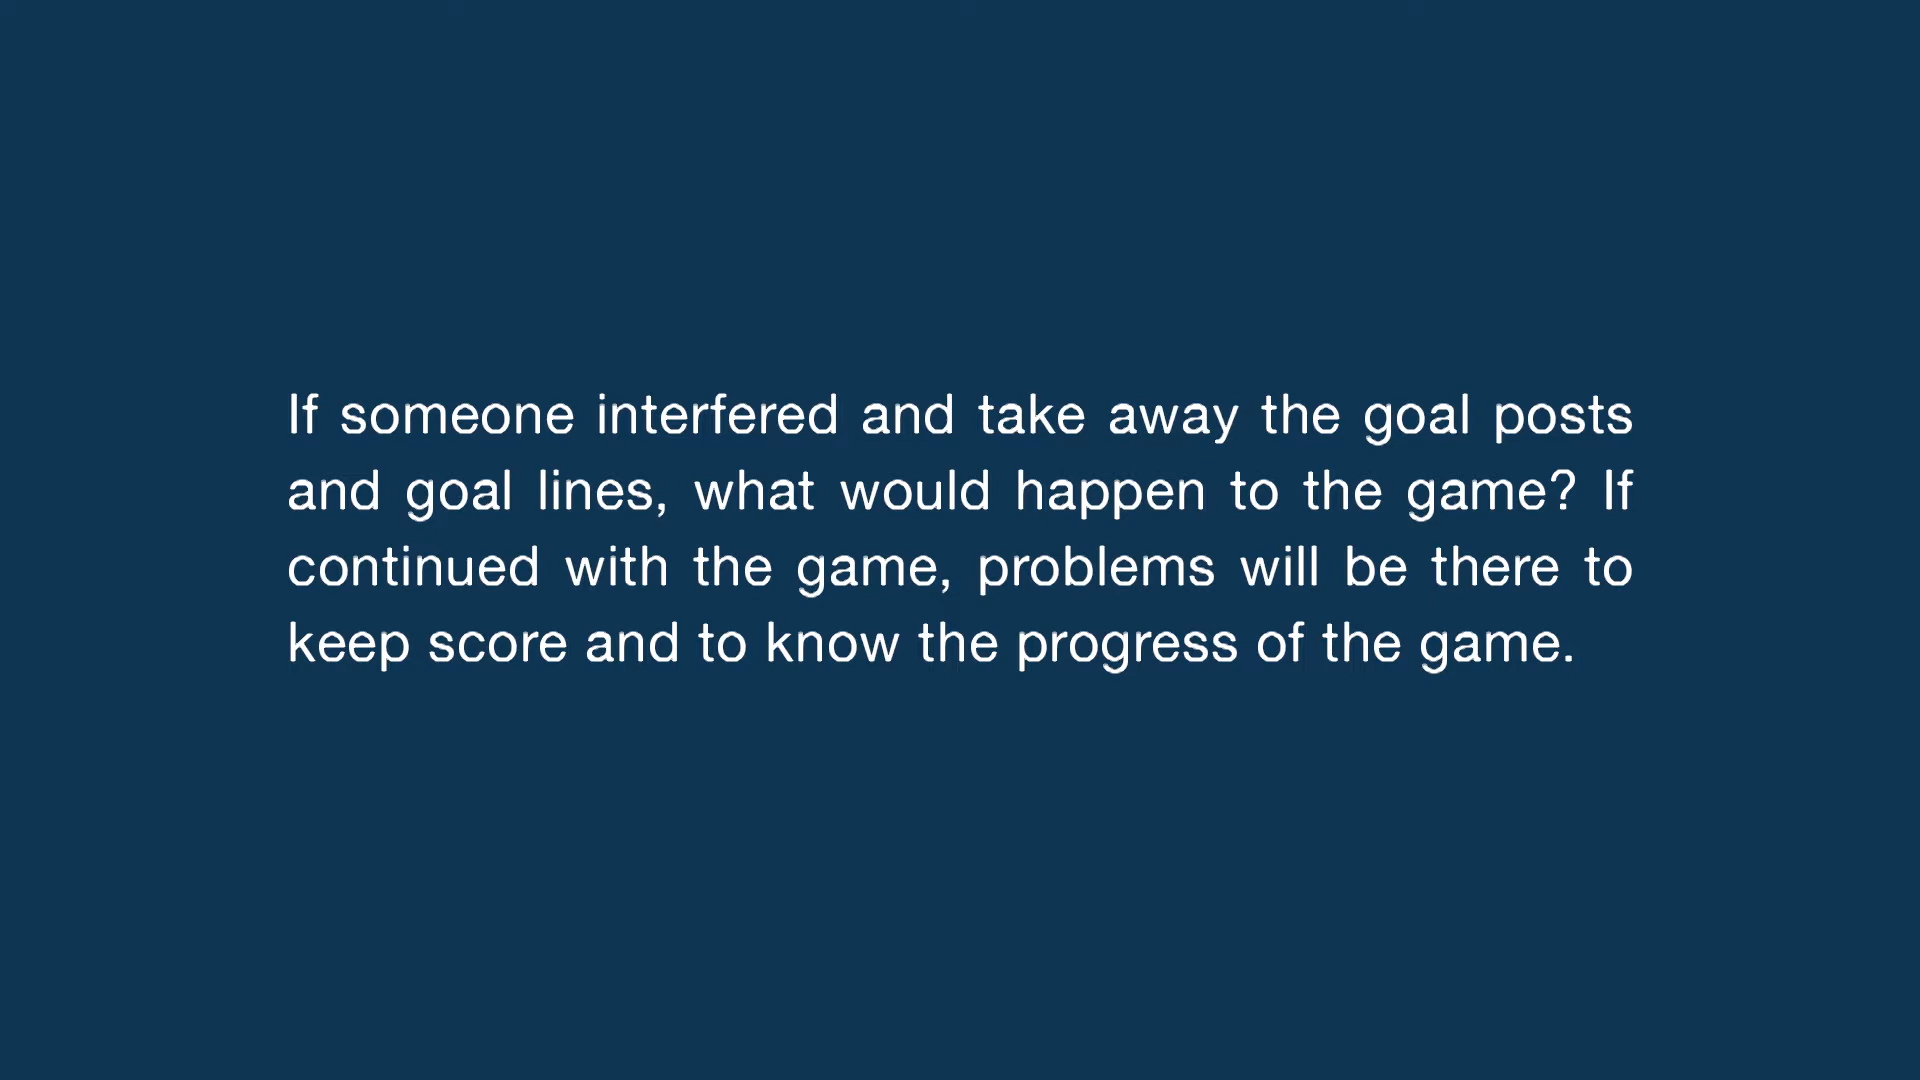 If someone interfered and take away the goal posts
and goal lines, what would happen to the game? If
continued with the game, problems will be there to
keep score and to know the progress of the game.